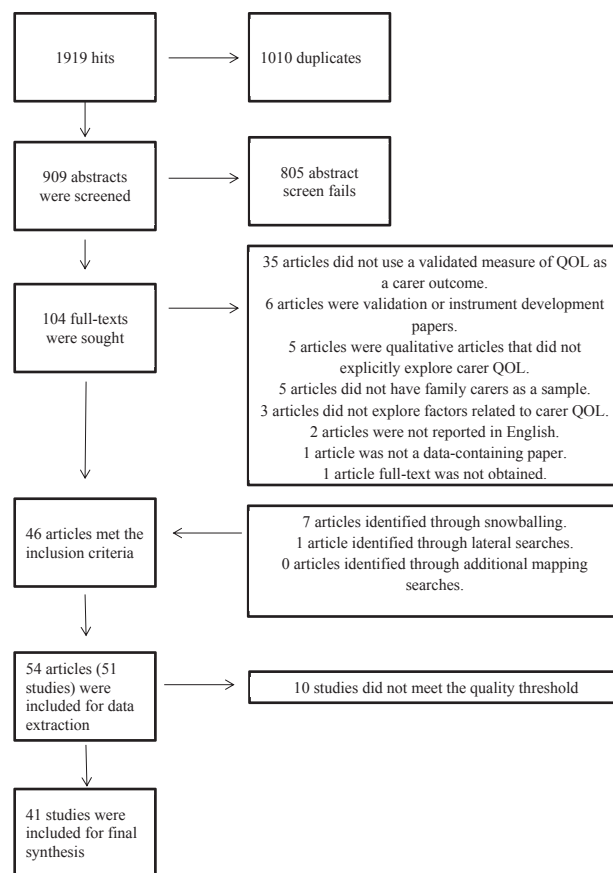 1919 hits
1010 duplicates
909 abstracts
were screened
805 abstract
screen fails
104 full-texts
were sought
35 articles did not use a validated measure of QOL as
a carer outcome.
6 articles were validation or instrument development
papers.
5 articles were qualitative articles that did not
explicitly explore carer QOL.
5 articles did not have family carers as a sample.
3 articles did not explore factors related to carer QOL.
2 articles were not reported in English.
1 article was not a data-containing paper.
1 article full-text was not obtained.
46 articles met the
inclusion criteria
7 articles identified through snowballing.
1 article identified through lateral searches.
0 articles identified through additional mapping
searches.
54 articles (51
studies) were
included for data
extraction
10 studies did not meet the quality threshold
41 studies were
included for final
synthesis